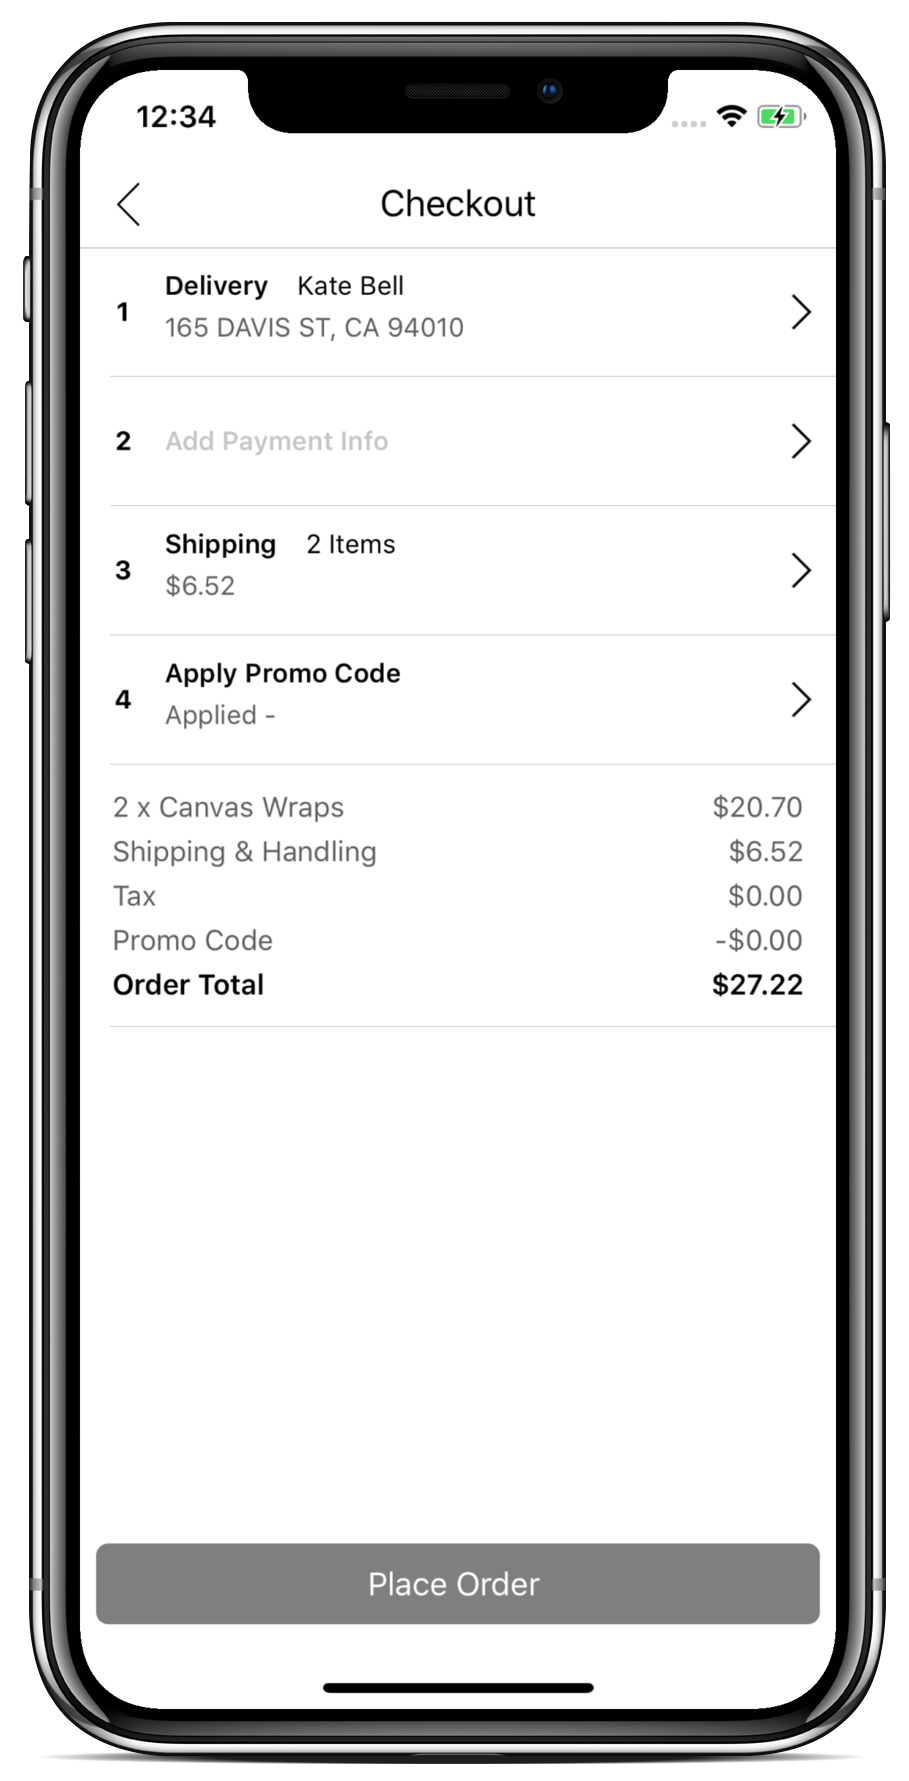 12:34
Checkout
1
Delivery Kate Bell
165 DAVIS ST, CA 94010
2
Add Payment Info
3
Shipping 2 Items
$6.52
4
Apply Promo Code
Applied -
2 x Canvas Wraps $20.70
Shipping & Handling $6.52
Tax $0.00
Promo Code -$0.00
Order Total $27.22
Place Order